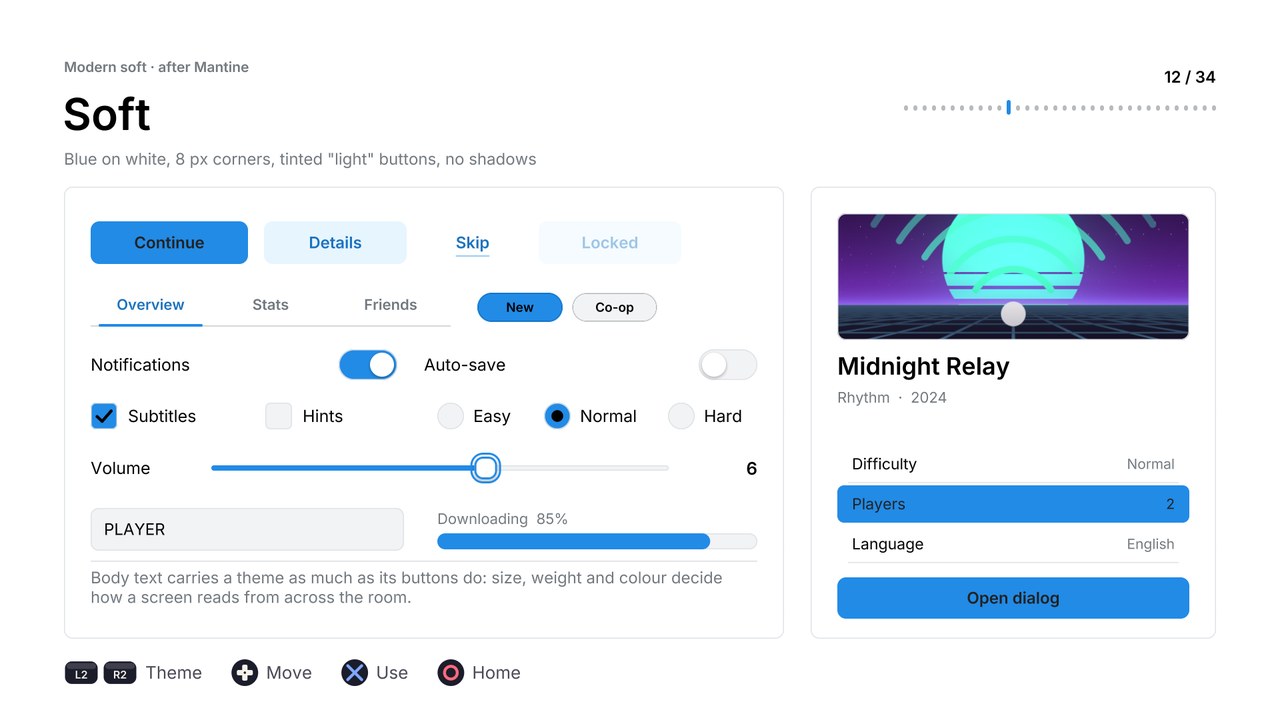 Modern soft · after Mantine
12 / 34
Soft
Blue on white, 8 px corners, tinted "light" buttons, no shadows
Continue
Details
Skip
Locked
Overview
Stats
Friends
New
Co-op
Notifications
Auto-save
Subtitles
Hints
Easy
Normal
Hard
Volume
6
PLAYER
Downloading 85%
Body text carries a theme as much as its buttons do: size, weight and colour decide
how a screen reads from across the room.
Midnight Relay
Rhythm · 2024
Difficulty
Normal
Players
2
Language
English
Open dialog
L2
R2
Theme
Move
Use
Home